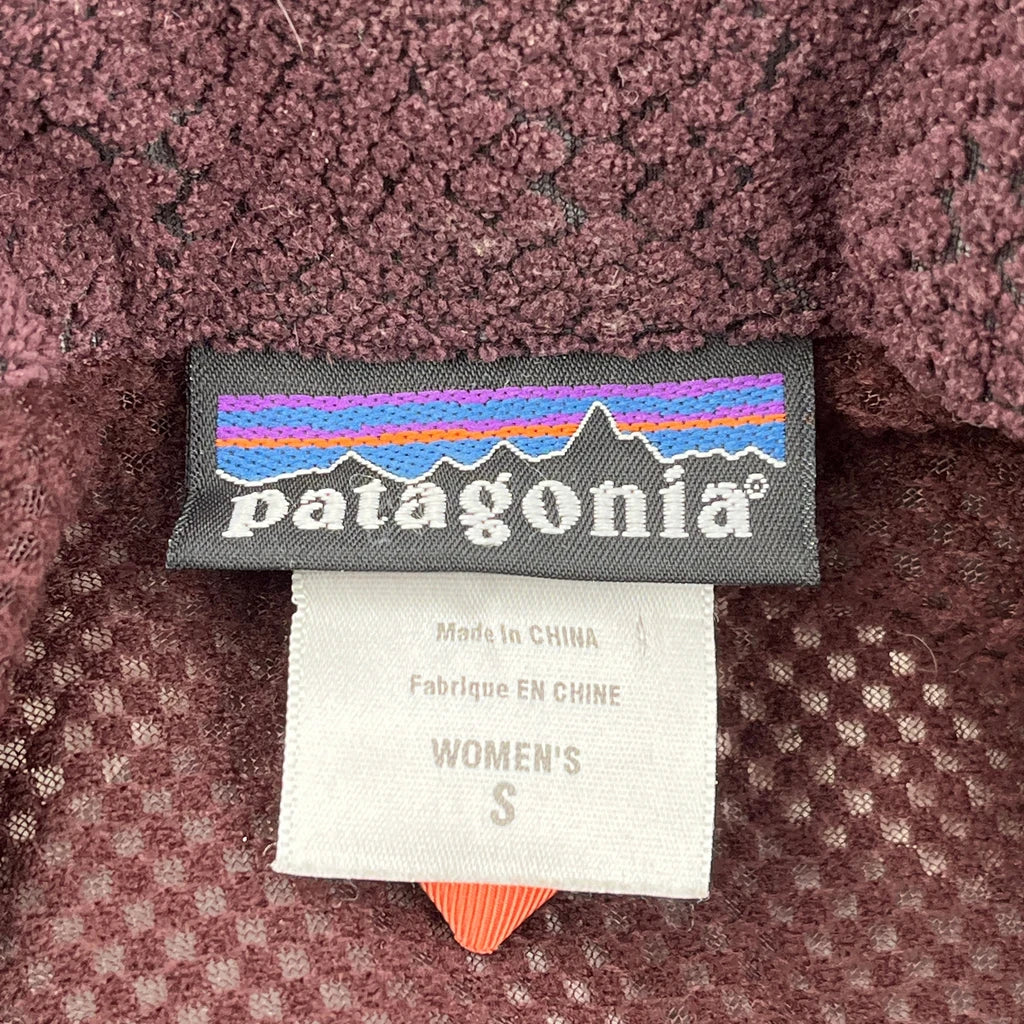 patagonia®
Made in CHINA
Fabrique EN CHINE
WOMEN'S
S